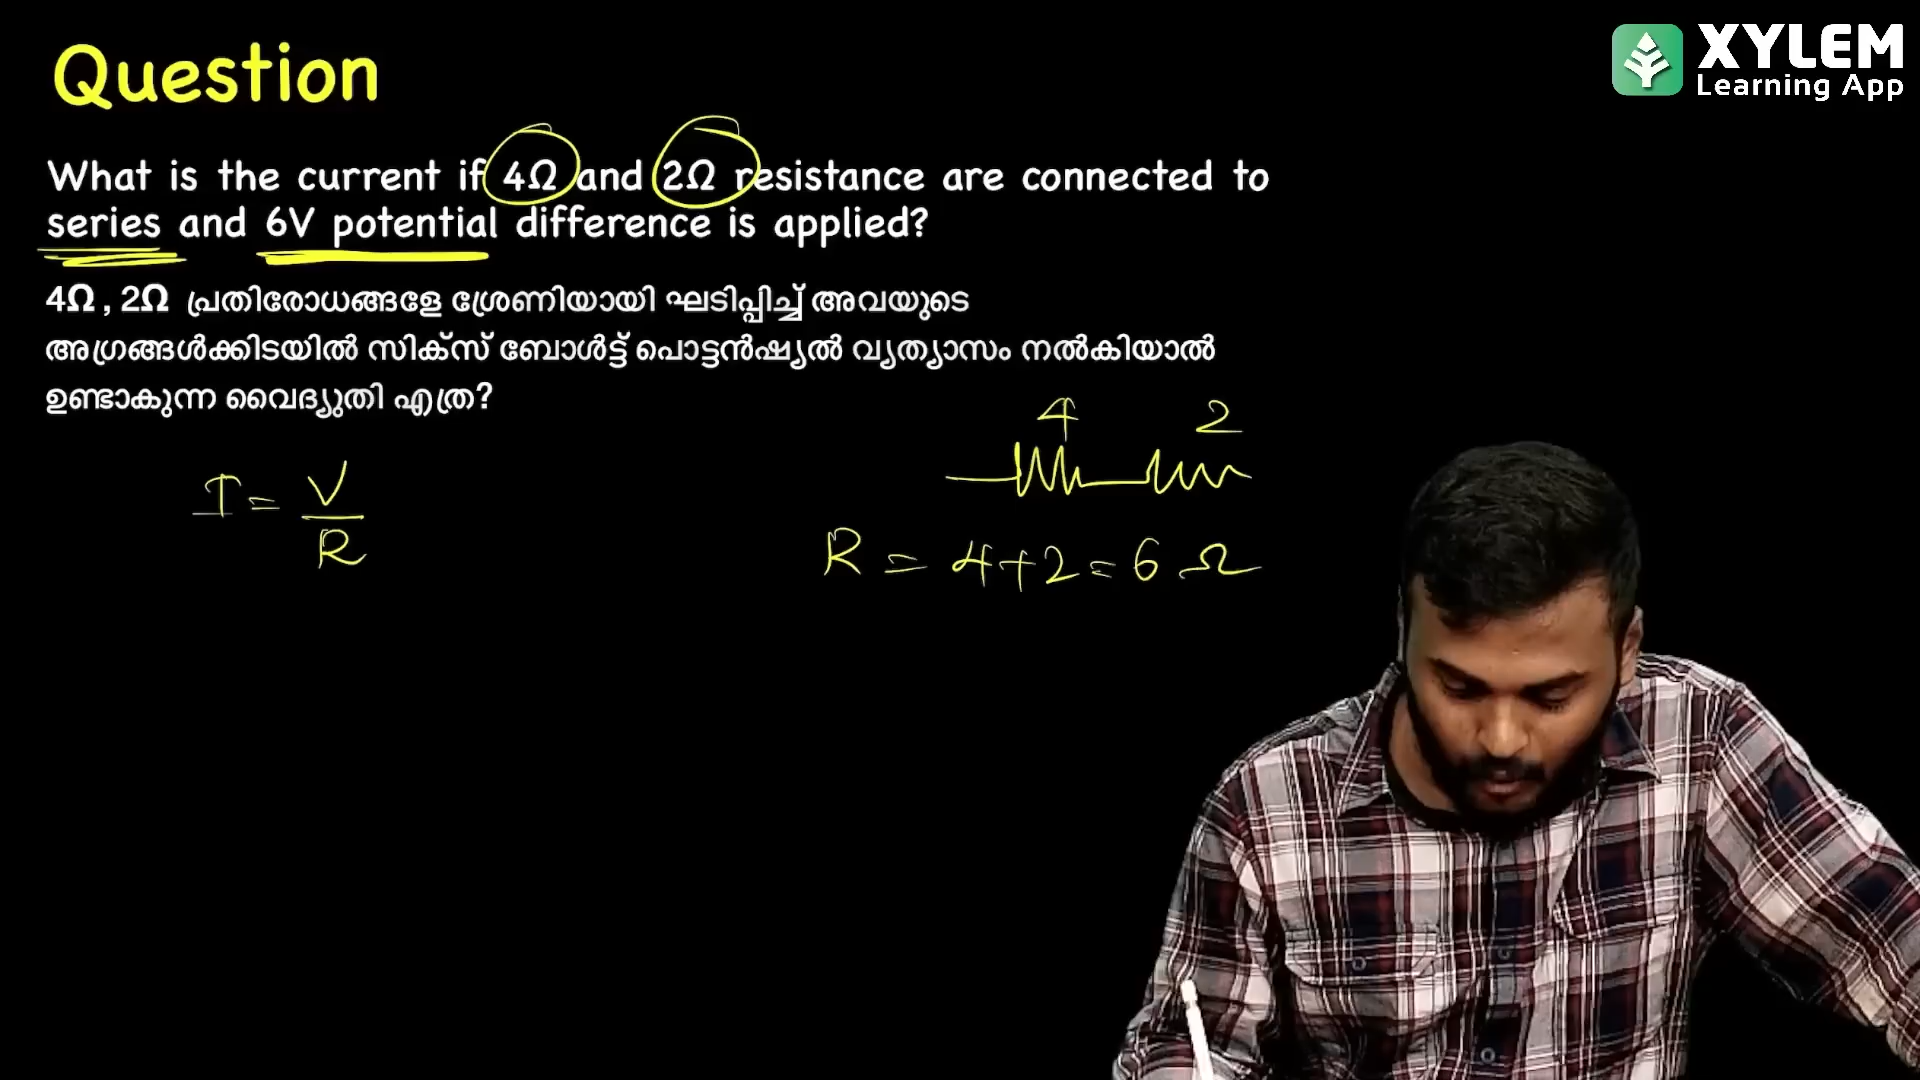 Question
XYLEM
Learning App
What is the current if 4Ω and 2Ω resistance are connected to
series and 6V potential difference is applied?
4Ω , 2Ω പ്രതിരോധങ്ങളേ ശ്രേണിയായി ഘടിപ്പിച്ച് അവയുടെ
അഗ്രങ്ങൾക്കിടയിൽ സിക്സ് ബോൾട്ട് പൊട്ടൻഷ്യൽ വ്യത്യാസം നൽകിയാൽ
ഉണ്ടാകുന്ന വൈദ്യുതി എത്ര?
4 2
I = V/R
R = 4+2 = 6 Ω